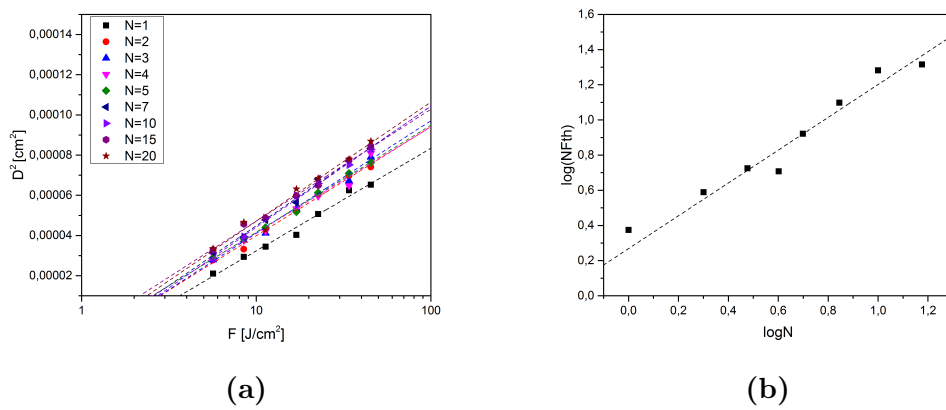 0,00014
0,00012
0,00010
0,00008
0,00006
0,00004
0,00002
D² [cm²]
N=1
N=2
N=3
N=4
N=5
N=7
N=10
N=15
N=20
1
10
100
F [J/cm²]
(a)
1,6
1,4
1,2
1,0
0,8
0,6
0,4
0,2
0,0
log(NFth)
0,0
0,2
0,4
0,6
0,8
1,0
1,2
logN
(b)